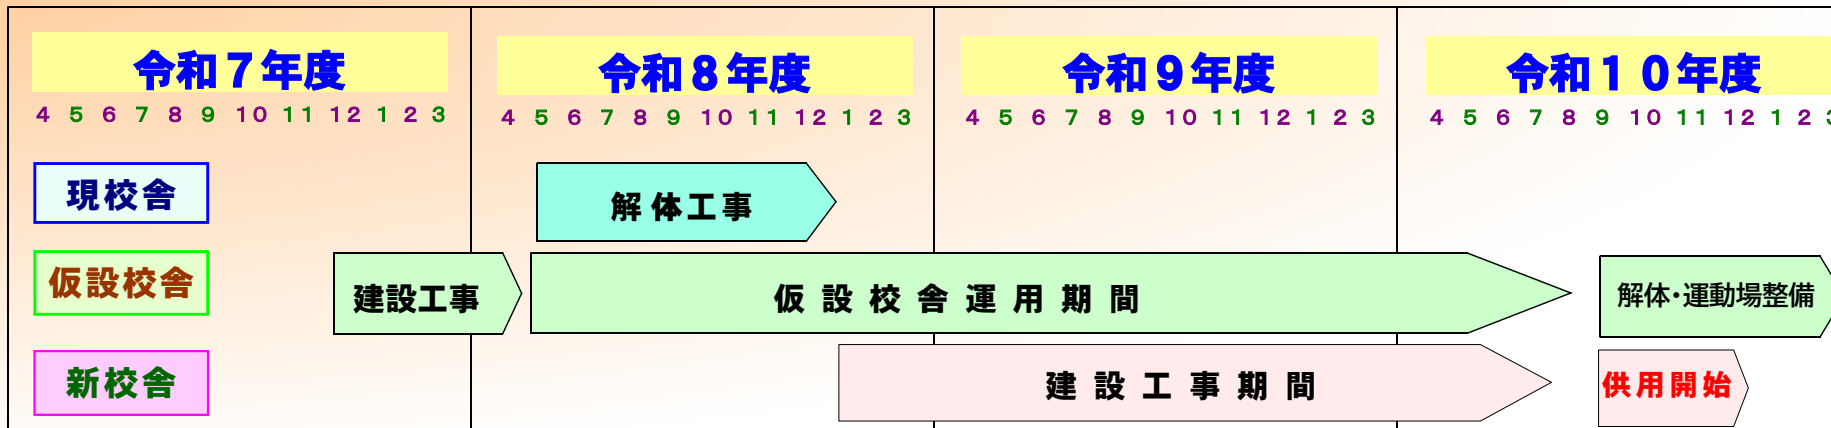 令和７年度 令和８年度 令和９年度 令和１０年度
4 5 6 7 8 9 10 11 12 1 2 3 4 5 6 7 8 9 10 11 12 1 2 3 4 5 6 7 8 9 10 11 12 1 2 3 4 5 6 7 8 9 10 11 12 1 2 3
現校舎 解体工事
仮設校舎 建設工事 仮設校舎運用期間 解体・運動場整備
新校舎 建設工事期間 供用開始